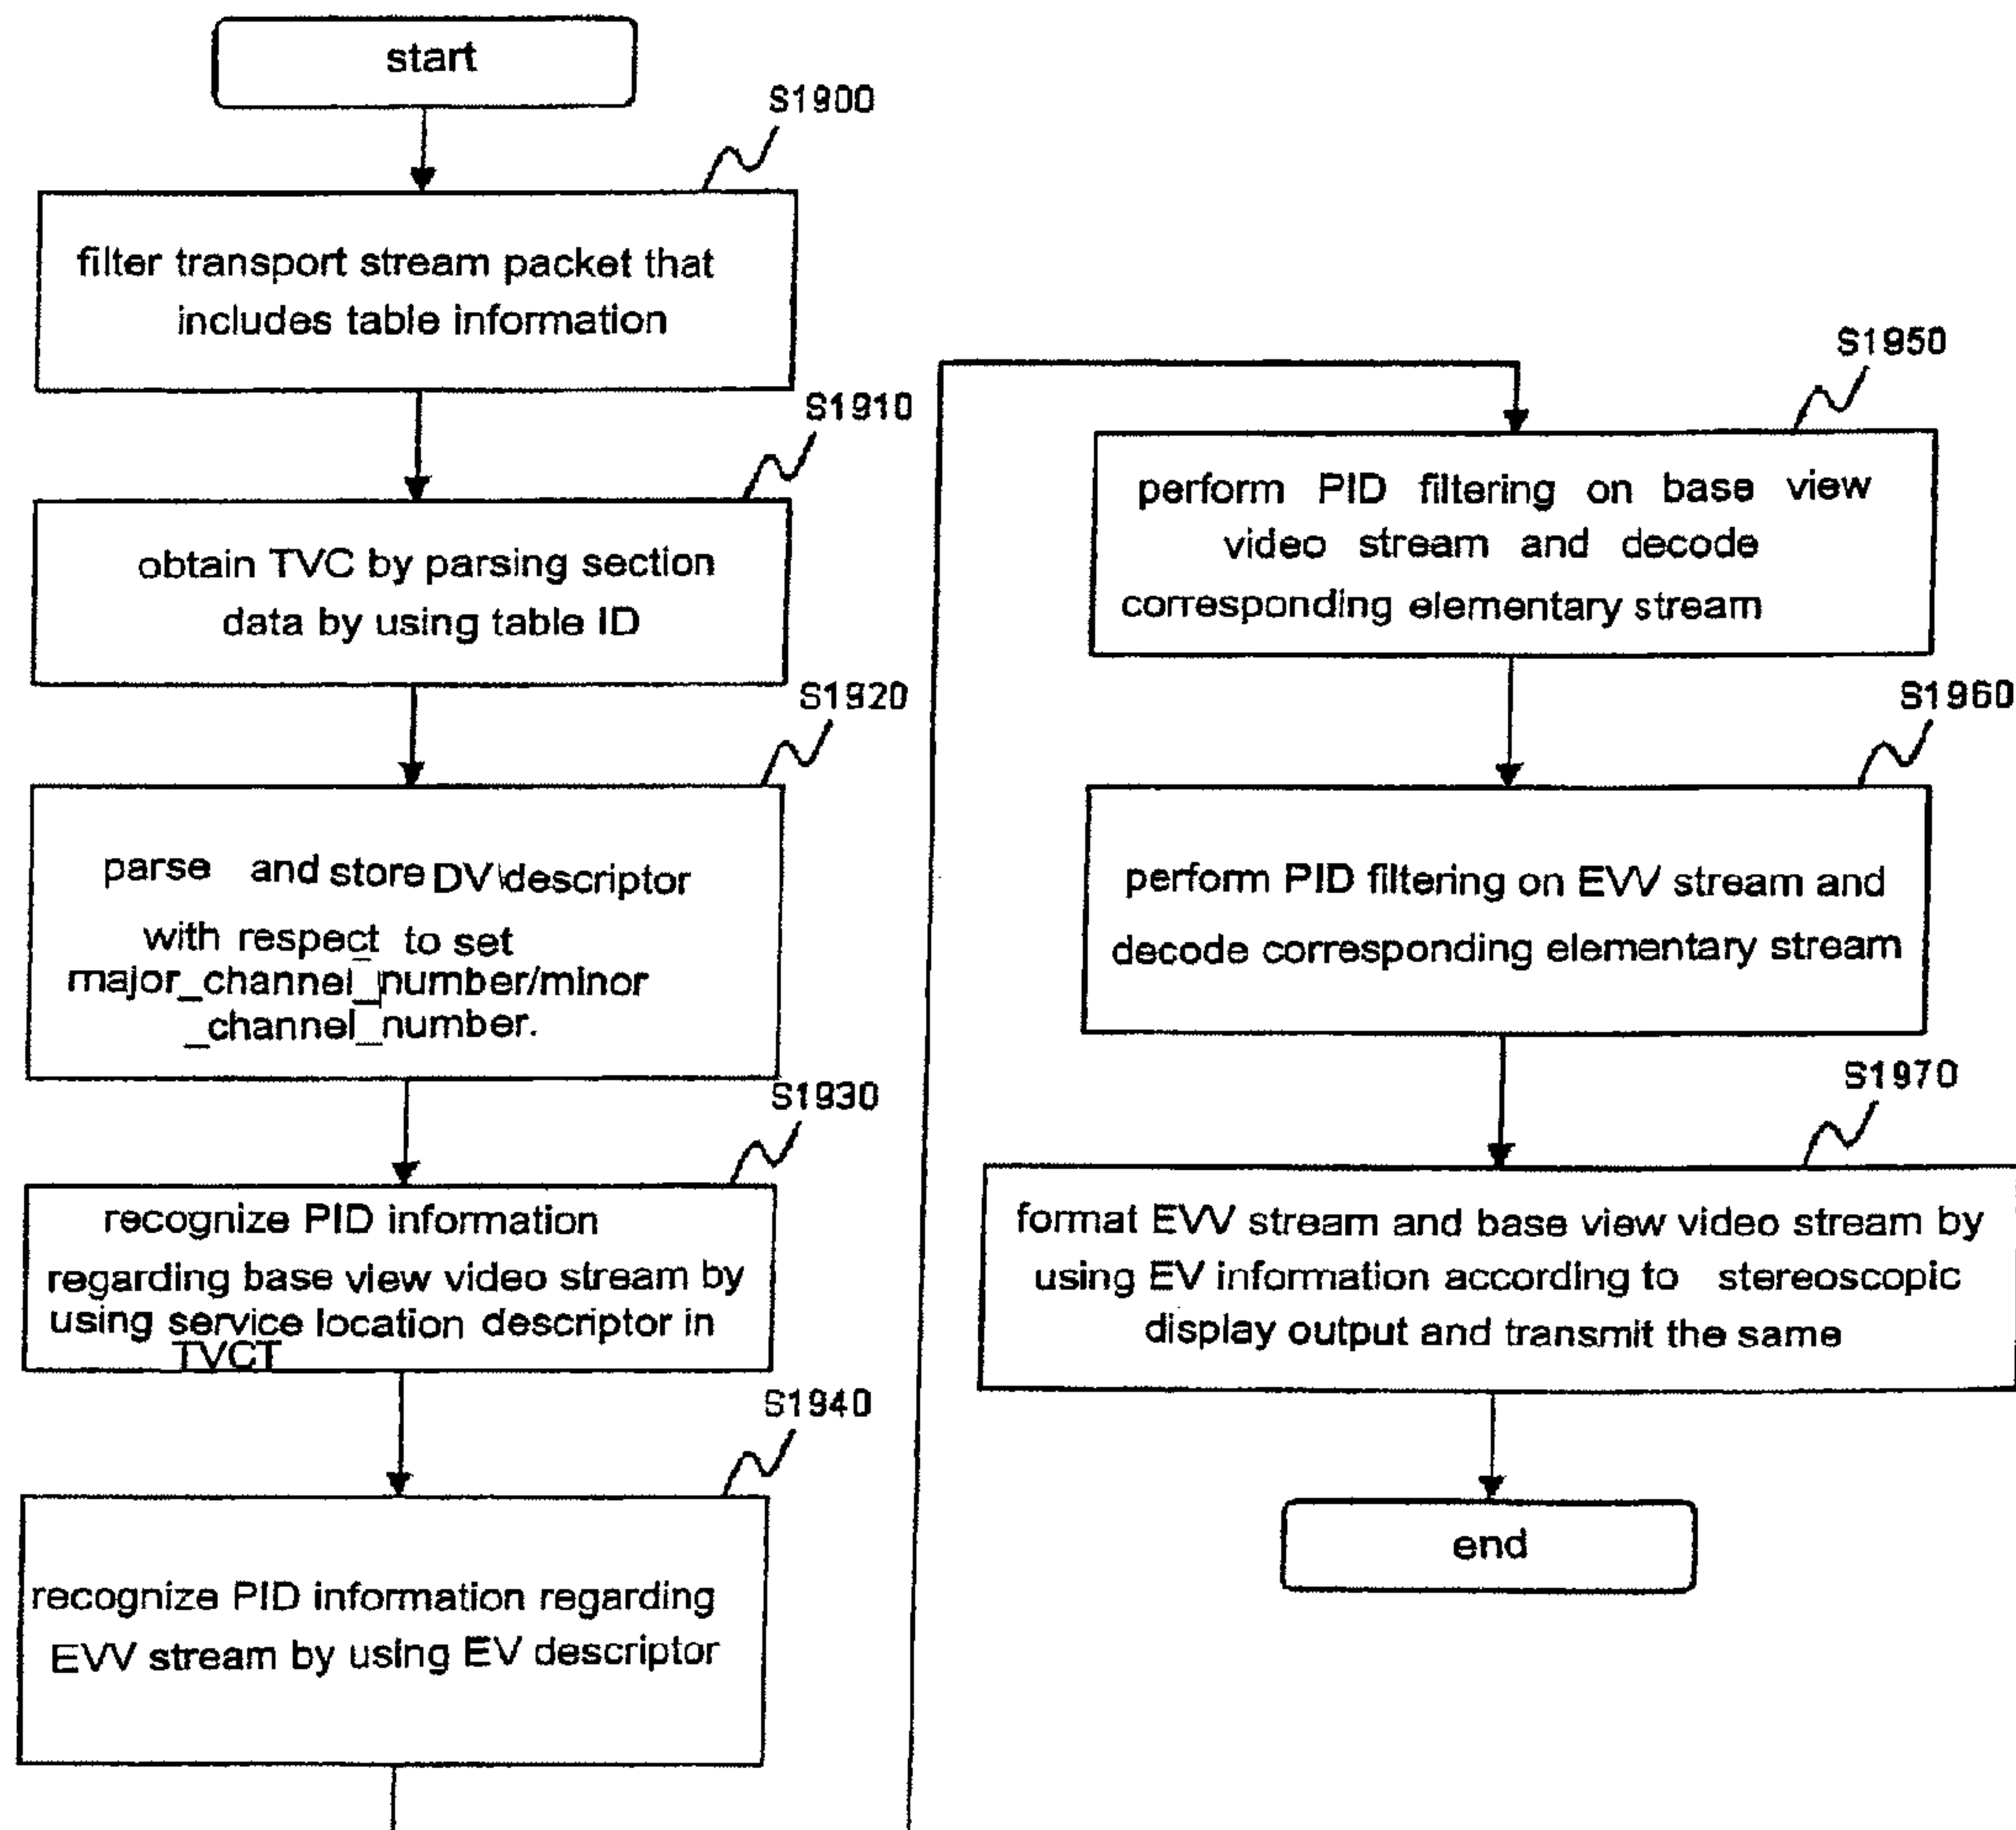 start
S1900
filter transport stream packet that
includes table information
S1910
obtain TVC by parsing section
data by using table ID
S1920
parse and store DV descriptor
with respect to set
major_channel_number/minor
_channel_number.
S1930
recognize PID information
regarding base view video stream by
using service location descriptor in
TVCT
S1940
recognize PID information regarding
EVV stream by using EV descriptor
S1950
perform PID filtering on base view
video stream and decode
corresponding elementary stream
S1960
perform PID filtering on EVV stream and
decode corresponding elementary stream
S1970
format EVV stream and base view video stream by
using EV information according to stereoscopic
display output and transmit the same
end